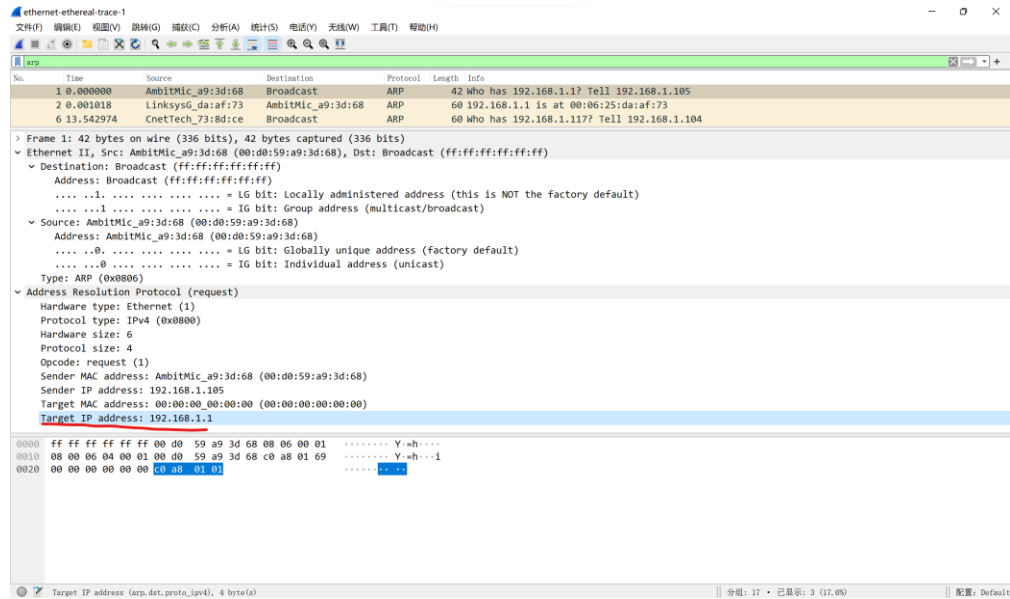 ethernet-ethereal-trace-1
文件(F) 编辑(E) 视图(V) 跳转(G) 捕获(C) 分析(A) 统计(S) 电话(Y) 无线(W) 工具(T) 帮助(H)
arp
No. Time Source Destination Protocol Length Info
1 0.000000 AmbitMic_a9:3d:68 Broadcast ARP 42 Who has 192.168.1.1? Tell 192.168.1.105
2 0.001018 LinksysG_da:af:73 AmbitMic_a9:3d:68 ARP 60 192.168.1.1 is at 00:06:25:da:af:73
6 13.542974 CnetTech_73:8d:ce Broadcast ARP 60 Who has 192.168.1.117? Tell 192.168.1.104
Frame 1: 42 bytes on wire (336 bits), 42 bytes captured (336 bits)
Ethernet II, Src: AmbitMic_a9:3d:68 (00:d0:59:a9:3d:68), Dst: Broadcast (ff:ff:ff:ff:ff:ff)
Destination: Broadcast (ff:ff:ff:ff:ff:ff)
Address: Broadcast (ff:ff:ff:ff:ff:ff)
.... ..1. .... .... .... .... = LG bit: Locally administered address (this is NOT the factory default)
.... ...1 .... .... .... .... = IG bit: Group address (multicast/broadcast)
Source: AmbitMic_a9:3d:68 (00:d0:59:a9:3d:68)
Address: AmbitMic_a9:3d:68 (00:d0:59:a9:3d:68)
.... ..0. .... .... .... .... = LG bit: Globally unique address (factory default)
.... ...0 .... .... .... .... = IG bit: Individual address (unicast)
Type: ARP (0x0806)
Address Resolution Protocol (request)
Hardware type: Ethernet (1)
Protocol type: IPv4 (0x0800)
Hardware size: 6
Protocol size: 4
Opcode: request (1)
Sender MAC address: AmbitMic_a9:3d:68 (00:d0:59:a9:3d:68)
Sender IP address: 192.168.1.105
Target MAC address: 00:00:00_00:00:00 (00:00:00:00:00:00)
Target IP address: 192.168.1.1
0000 ff ff ff ff ff ff 00 d0 59 a9 3d 68 08 06 00 01 ········ Y·=h····
0010 08 00 06 04 00 01 00 d0 59 a9 3d 68 c0 a8 01 69 ········ Y·=h···i
0020 00 00 00 00 00 00 c0 a8 01 01 ········ ··
Target IP address (arp.dst.proto_ipv4), 4 byte(s) 分组: 17 · 已显示: 3 (17.6%) 配置: Default